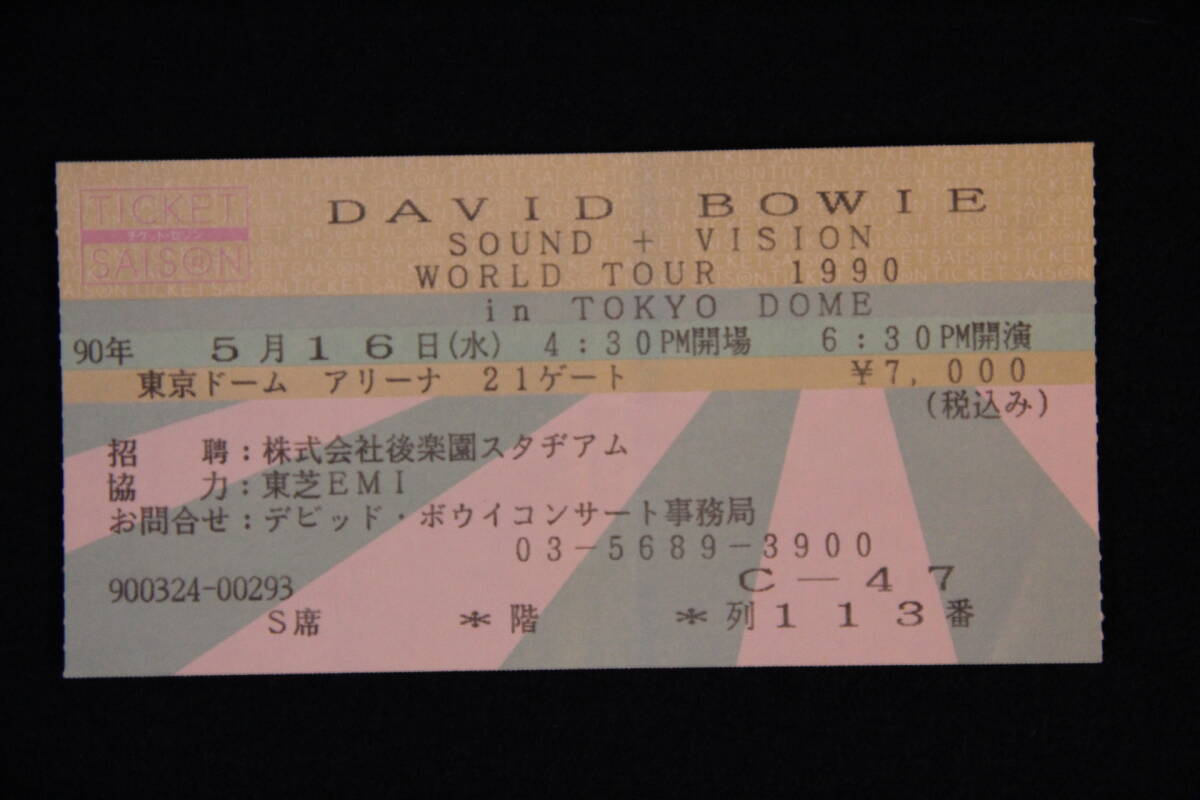 TICKET
チケット・セゾン
SAISON
DAVID BOWIE
SOUND + VISION
WORLD TOUR 1990
in TOKYO DOME
90年 5月16日(水) 4:30PM開場 6:30PM開演
東京ドーム アリーナ 21ゲート ¥7,000
(税込み)
招 聘:株式会社後楽園スタヂアム
協 力:東芝EMI
お問合せ:デビッド・ボウイコンサート事務局
03-5689-3900
900324-00293 C-47
S席 *階 *列113番